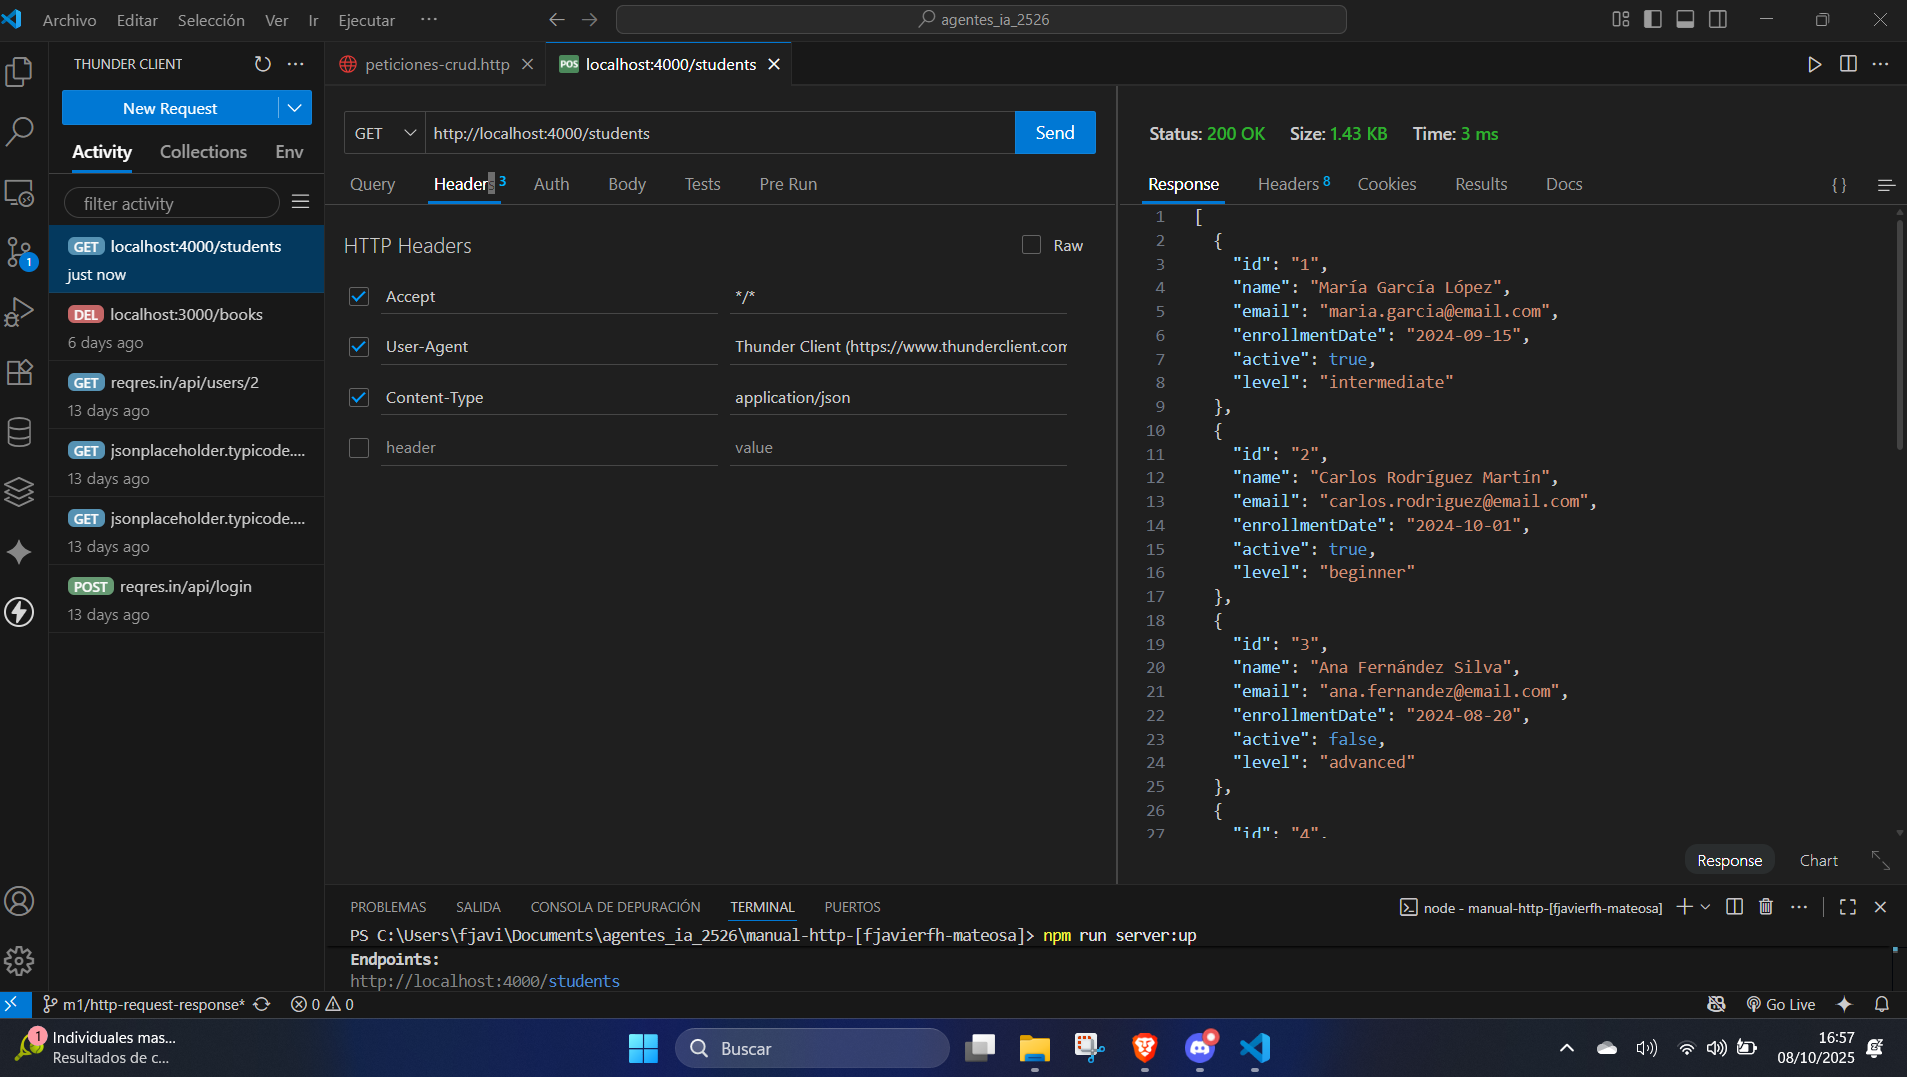 Archivo Editar Selección Ver Ir Ejecutar ··· agentes_ia_2526
THUNDER CLIENT
New Request
Activity Collections Env
filter activity
GET localhost:4000/students
just now
DEL localhost:3000/books
6 days ago
GET reqres.in/api/users/2
13 days ago
GET jsonplaceholder.typicode....
13 days ago
GET jsonplaceholder.typicode....
13 days ago
POST reqres.in/api/login
13 days ago
peticiones-crud.http
POS localhost:4000/students
GET http://localhost:4000/students Send
Query Headers 3 Auth Body Tests Pre Run
HTTP Headers Raw
Accept */*
User-Agent Thunder Client (https://www.thunderclient.com
Content-Type application/json
header value
Status: 200 OK Size: 1.43 KB Time: 3 ms
Response Headers 8 Cookies Results Docs { }
1 [
2 {
3 "id": "1",
4 "name": "María García López",
5 "email": "maria.garcia@email.com",
6 "enrollmentDate": "2024-09-15",
7 "active": true,
8 "level": "intermediate"
9 },
10 {
11 "id": "2",
12 "name": "Carlos Rodríguez Martín",
13 "email": "carlos.rodriguez@email.com",
14 "enrollmentDate": "2024-10-01",
15 "active": true,
16 "level": "beginner"
17 },
18 {
19 "id": "3",
20 "name": "Ana Fernández Silva",
21 "email": "ana.fernandez@email.com",
22 "enrollmentDate": "2024-08-20",
23 "active": false,
24 "level": "advanced"
25 },
26 {
27 "id": "4",
Response Chart
PROBLEMAS SALIDA CONSOLA DE DEPURACIÓN TERMINAL PUERTOS
node - manual-http-[fjavierfh-mateosa]
PS C:\Users\fjavi\Documents\agentes_ia_2526\manual-http-[fjavierfh-mateosa]> npm run server:up
Endpoints:
http://localhost:4000/students
1
m1/http-request-response* 0 0 Go Live
1 Individuales mas...
Resultados de c...
Buscar
16:57
08/10/2025